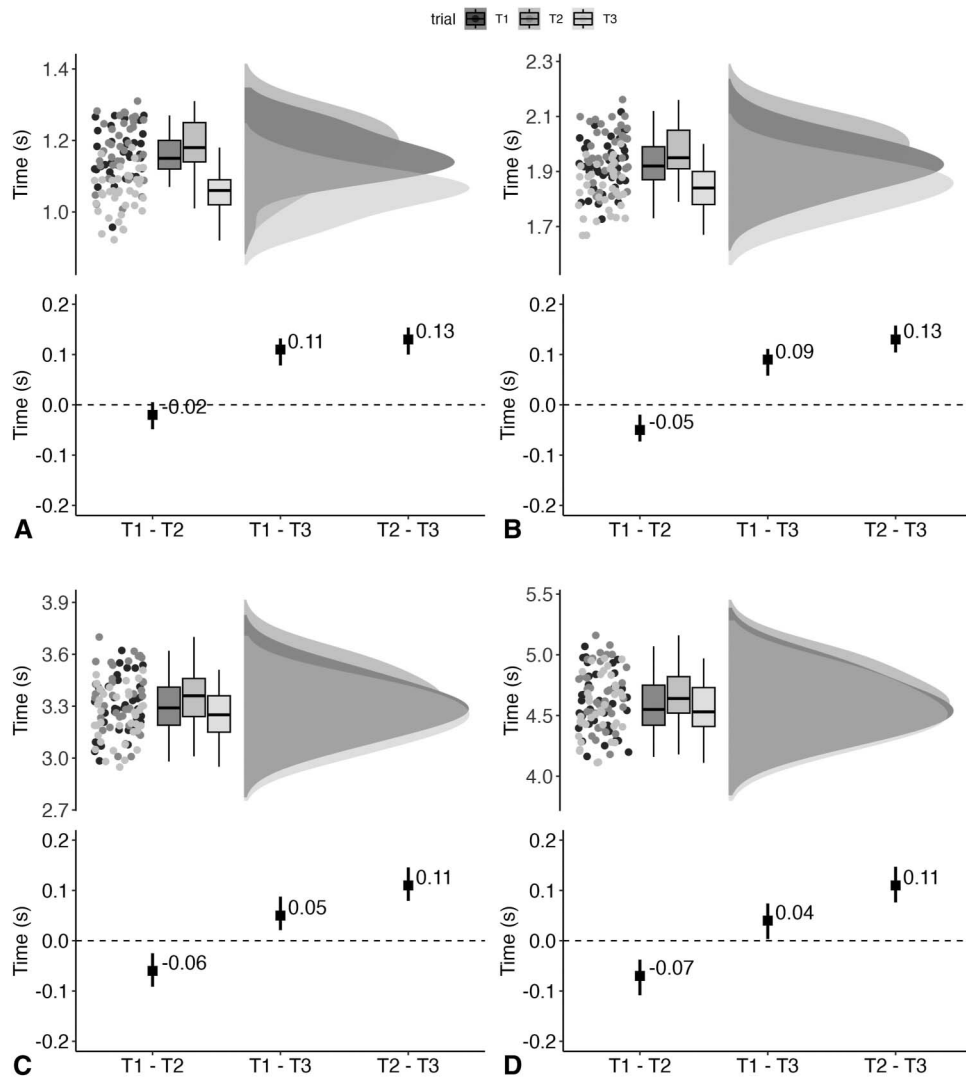 trial T1 T2 T3
Time (s)
1.4
1.2
1.0
Time (s)
2.3
2.1
1.9
1.7
Time (s)
0.2
0.1
0.0
-0.1
-0.2
-0.02
0.11
0.13
T1 - T2 T1 - T3 T2 - T3
A
Time (s)
0.2
0.1
0.0
-0.1
-0.2
-0.05
0.09
0.13
T1 - T2 T1 - T3 T2 - T3
B
Time (s)
3.9
3.6
3.3
3.0
2.7
Time (s)
5.5
5.0
4.5
4.0
Time (s)
0.2
0.1
0.0
-0.1
-0.2
-0.06
0.05
0.11
T1 - T2 T1 - T3 T2 - T3
C
Time (s)
0.2
0.1
0.0
-0.1
-0.2
-0.07
0.04
0.11
T1 - T2 T1 - T3 T2 - T3
D